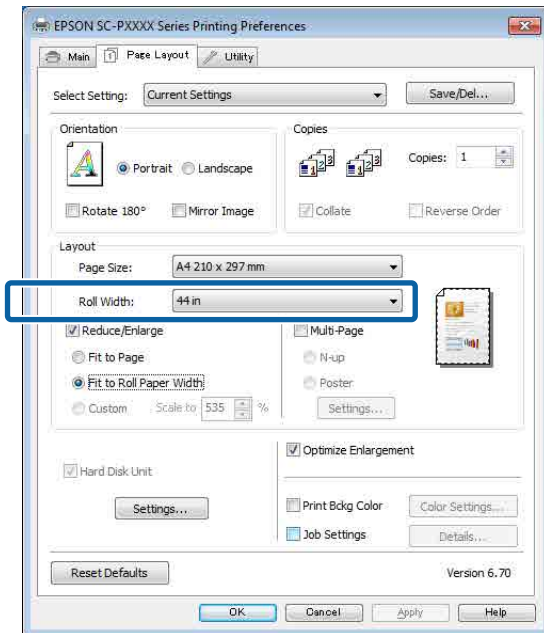 EPSON SC-PXXXX Series Printing Preferences
Main Page Layout Utility
Select Setting: Current Settings Save/Del...
Orientation Copies
Portrait Landscape Copies: 1
Rotate 180° Mirror Image Collate Reverse Order
Layout
Page Size: A4 210 x 297 mm
Roll Width: 44 in
Reduce/Enlarge Multi-Page
Fit to Page N-up
Fit to Roll Paper Width Poster
Custom Scale to 535 % Settings...
Optimize Enlargement
Hard Disk Unit
Settings... Print Bckg Color Color Settings...
Job Settings Details...
Reset Defaults Version 6.70
OK Cancel Apply Help